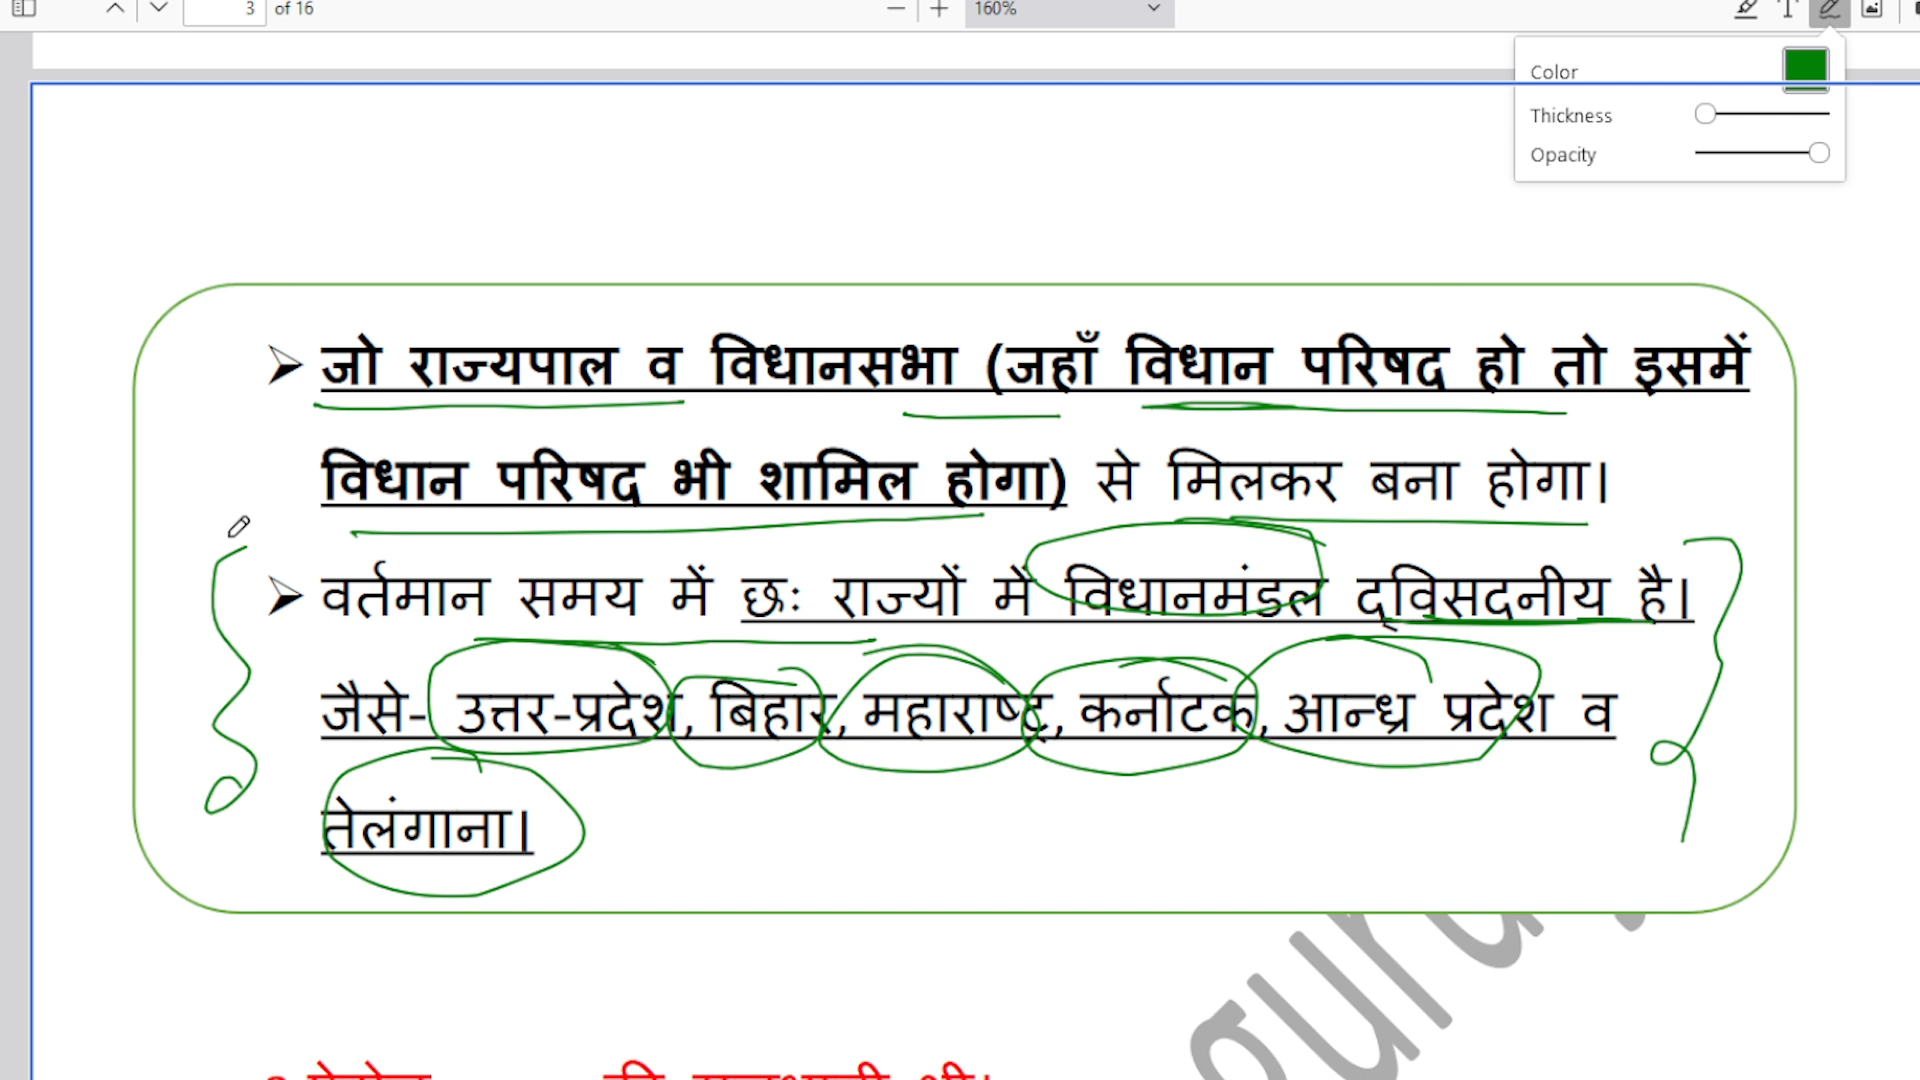 3 of 16
160%
Color
Thickness
Opacity
➢ जो राज्यपाल व विधानसभा (जहाँ विधान परिषद हो तो इसमें
विधान परिषद भी शामिल होगा) से मिलकर बना होगा।
➢ वर्तमान समय में छः राज्यों में विधानमंडल द्विसदनीय है।
जैसे- उत्तर-प्रदेश, बिहार, महाराष्ट्र, कर्नाटक, आन्ध्र प्रदेश व
तेलंगाना।